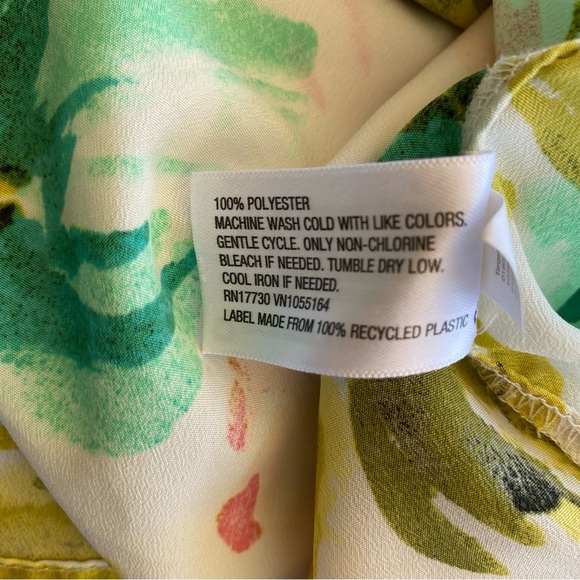 100% POLYESTER
MACHINE WASH COLD WITH LIKE COLORS.
GENTLE CYCLE. ONLY NON-CHLORINE
BLEACH IF NEEDED. TUMBLE DRY LOW.
COOL IRON IF NEEDED.
RN17730 VN1055164
LABEL MADE FROM 100% RECYCLED PLASTIC